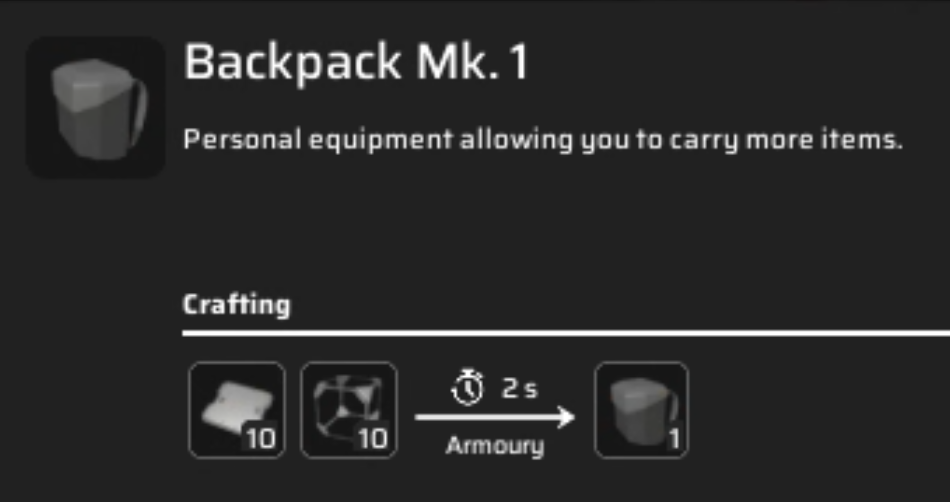 Backpack Mk. 1
Personal equipment allowing you to carry more items.
Crafting
10
10
2 s
Armoury
1